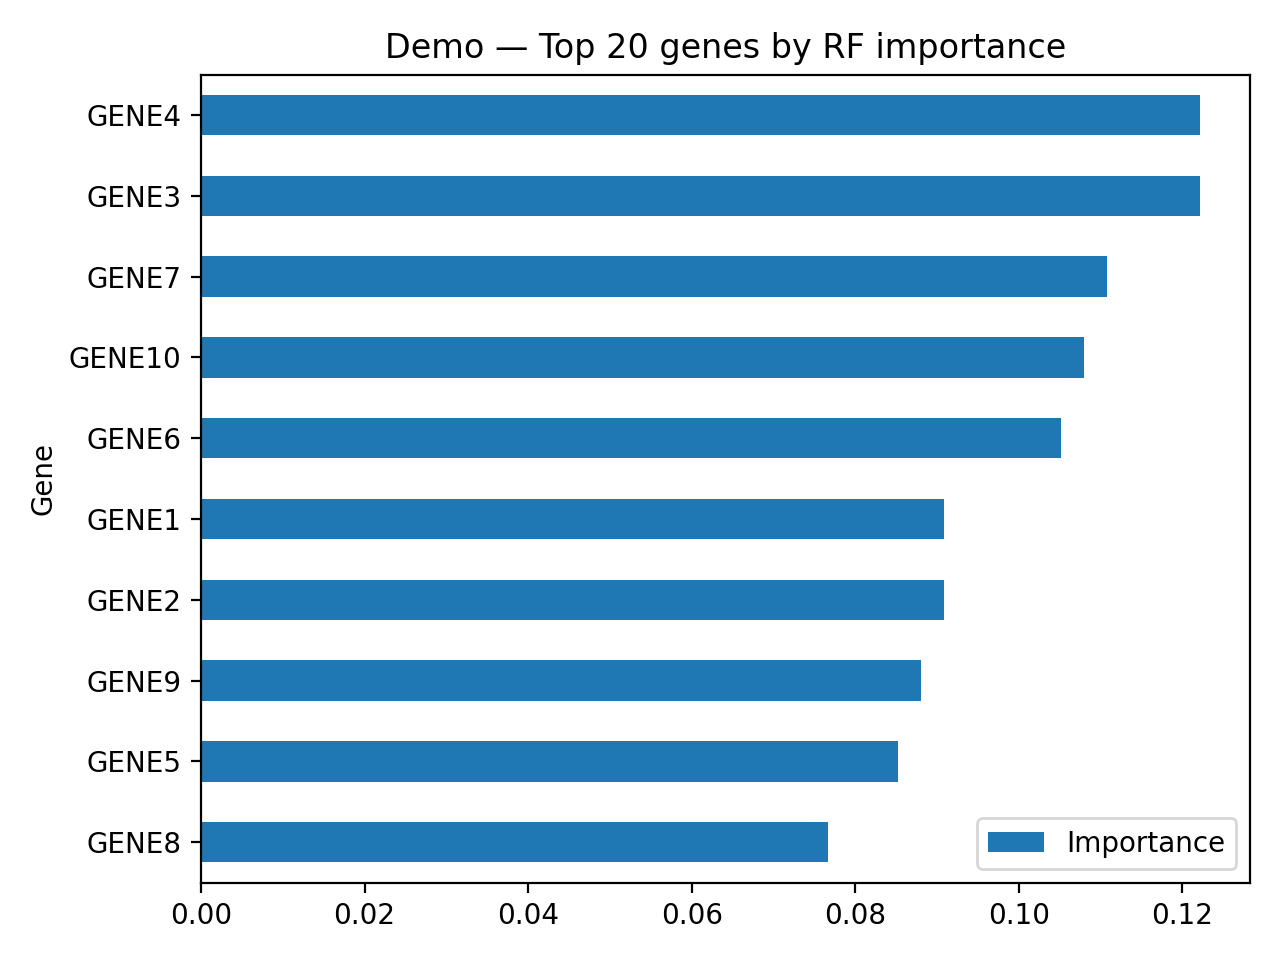 Demo — Top 20 genes by RF importance
GENE4
GENE3
GENE7
GENE10
GENE6
GENE1
GENE2
GENE9
GENE5
GENE8
Gene
Importance
0.00 0.02 0.04 0.06 0.08 0.10 0.12